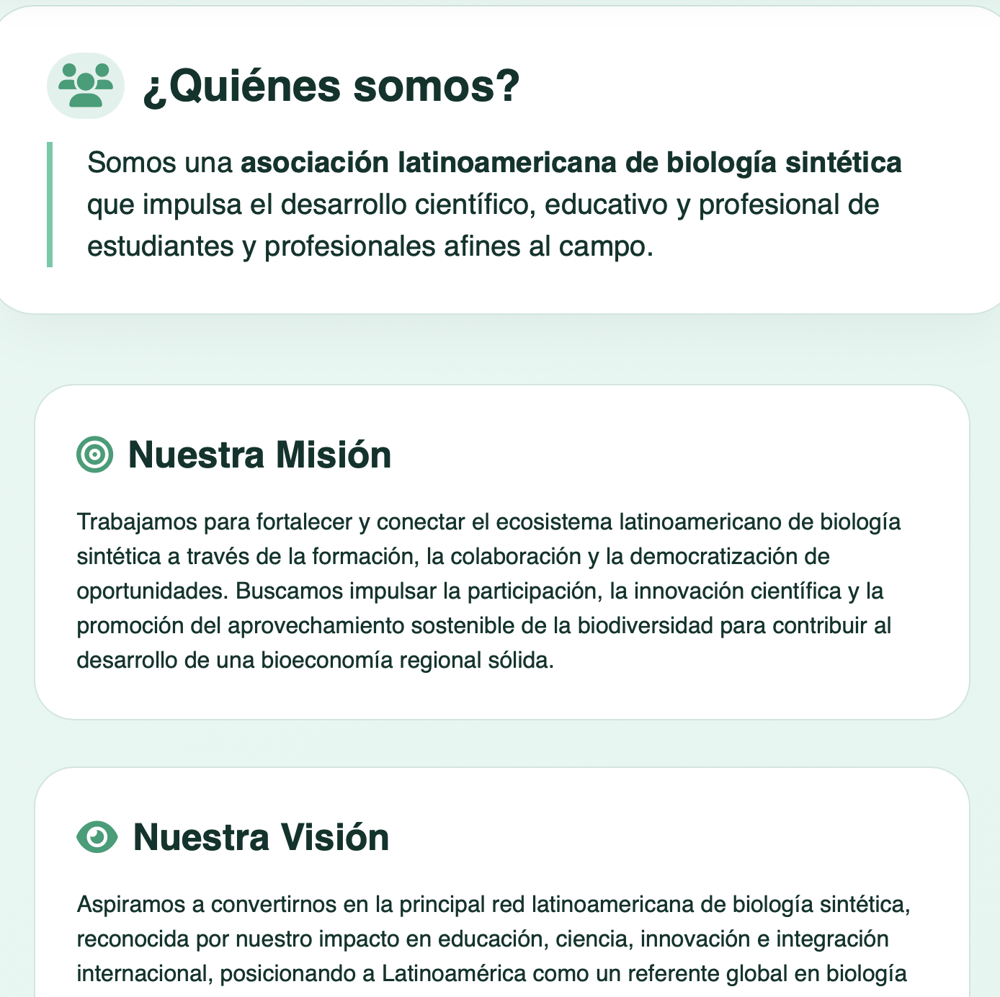 ¿Quiénes somos?
Somos una asociación latinoamericana de biología sintética
que impulsa el desarrollo científico, educativo y profesional de
estudiantes y profesionales afines al campo.
Nuestra Misión
Trabajamos para fortalecer y conectar el ecosistema latinoamericano de biología
sintética a través de la formación, la colaboración y la democratización de
oportunidades. Buscamos impulsar la participación, la innovación científica y la
promoción del aprovechamiento sostenible de la biodiversidad para contribuir al
desarrollo de una bioeconomía regional sólida.
Nuestra Visión
Aspiramos a convertirnos en la principal red latinoamericana de biología sintética,
reconocida por nuestro impacto en educación, ciencia, innovación e integración
internacional, posicionando a Latinoamérica como un referente global en biología